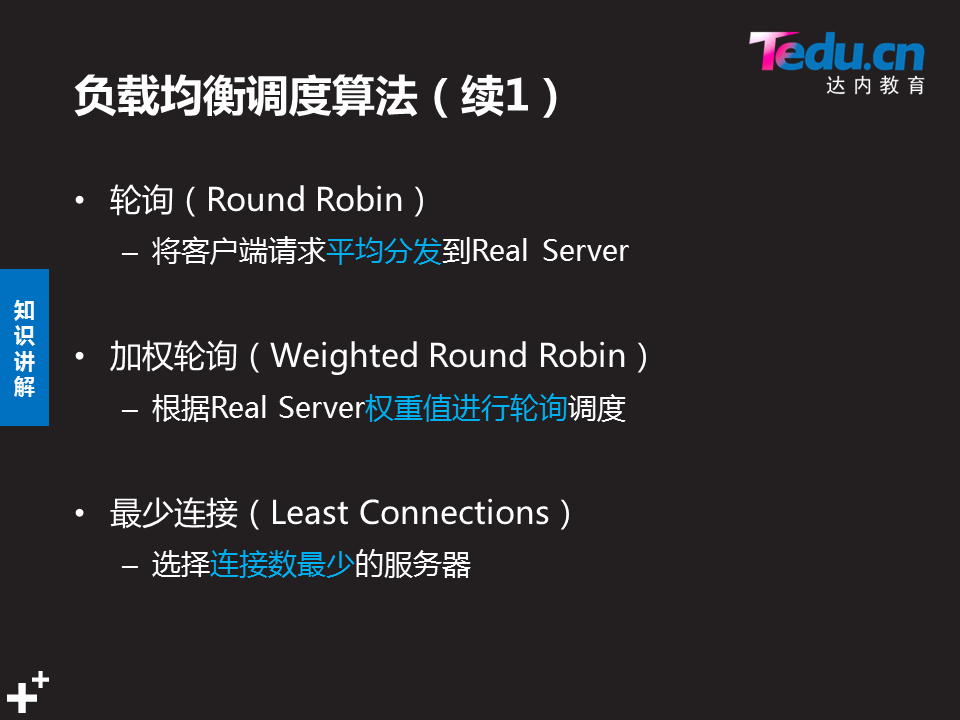 Tedu.cn
达内教育
负载均衡调度算法（续1）
• 轮询（Round Robin）
– 将客户端请求平均分发到Real Server
知识讲解
• 加权轮询（Weighted Round Robin）
– 根据Real Server权重值进行轮询调度
• 最少连接（Least Connections）
– 选择连接数最少的服务器